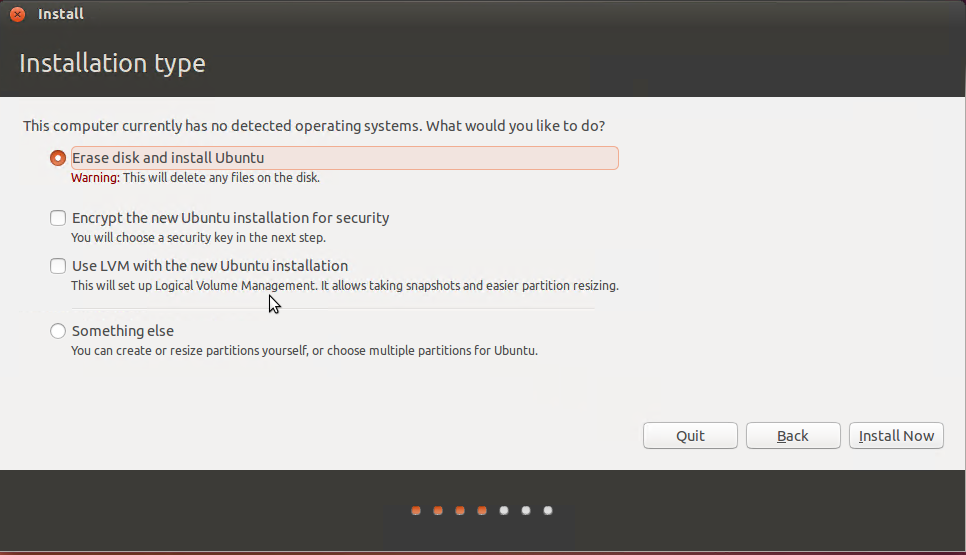 Install
Installation type
This computer currently has no detected operating systems. What would you like to do?
Erase disk and install Ubuntu
Warning: This will delete any files on the disk.
Encrypt the new Ubuntu installation for security
You will choose a security key in the next step.
Use LVM with the new Ubuntu installation
This will set up Logical Volume Management. It allows taking snapshots and easier partition resizing.
Something else
You can create or resize partitions yourself, or choose multiple partitions for Ubuntu.
Quit Back Install Now